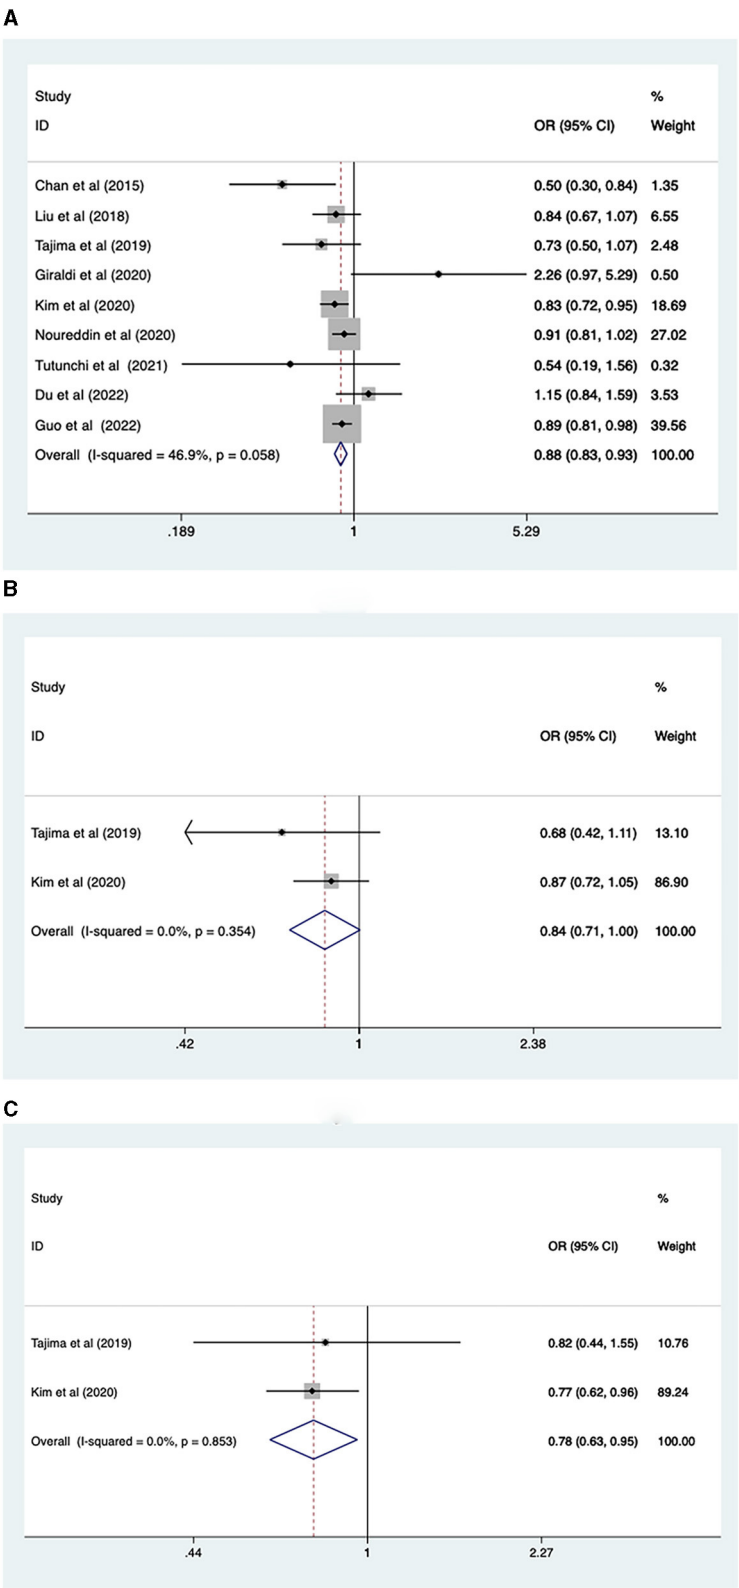 A
Study %
ID OR (95% CI) Weight
Chan et al (2015) 0.50 (0.30, 0.84) 1.35
Liu et al (2018) 0.84 (0.67, 1.07) 6.55
Tajima et al (2019) 0.73 (0.50, 1.07) 2.48
Giraldi et al (2020) 2.26 (0.97, 5.29) 0.50
Kim et al (2020) 0.83 (0.72, 0.95) 18.69
Noureddin et al (2020) 0.91 (0.81, 1.02) 27.02
Tutunchi et al (2021) 0.54 (0.19, 1.56) 0.32
Du et al (2022) 1.15 (0.84, 1.59) 3.53
Guo et al (2022) 0.89 (0.81, 0.98) 39.56
Overall (I-squared = 46.9%, p = 0.058) 0.88 (0.83, 0.93) 100.00
.189 1 5.29
B
Study %
ID OR (95% CI) Weight
Tajima et al (2019) 0.68 (0.42, 1.11) 13.10
Kim et al (2020) 0.87 (0.72, 1.05) 86.90
Overall (I-squared = 0.0%, p = 0.354) 0.84 (0.71, 1.00) 100.00
.42 1 2.38
C
Study %
ID OR (95% CI) Weight
Tajima et al (2019) 0.82 (0.44, 1.55) 10.76
Kim et al (2020) 0.77 (0.62, 0.96) 89.24
Overall (I-squared = 0.0%, p = 0.853) 0.78 (0.63, 0.95) 100.00
.44 1 2.27